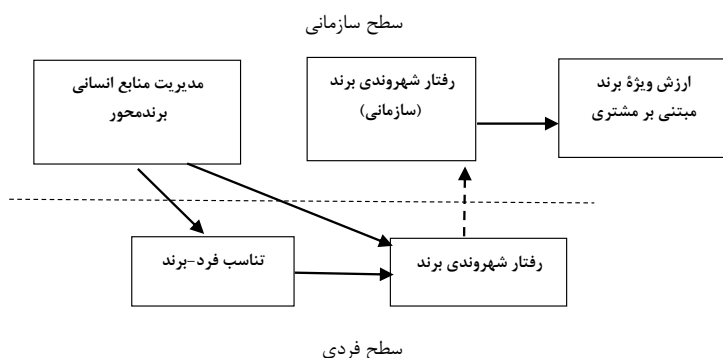 سطح سازمانی
مدیریت منابع انسانی
برندمحور
رفتار شهروندی برند
(سازمانی)
ارزش ویژۀ برند
مبتنی بر مشتری
تناسب فرد-برند
رفتار شهروندی برند
سطح فردی